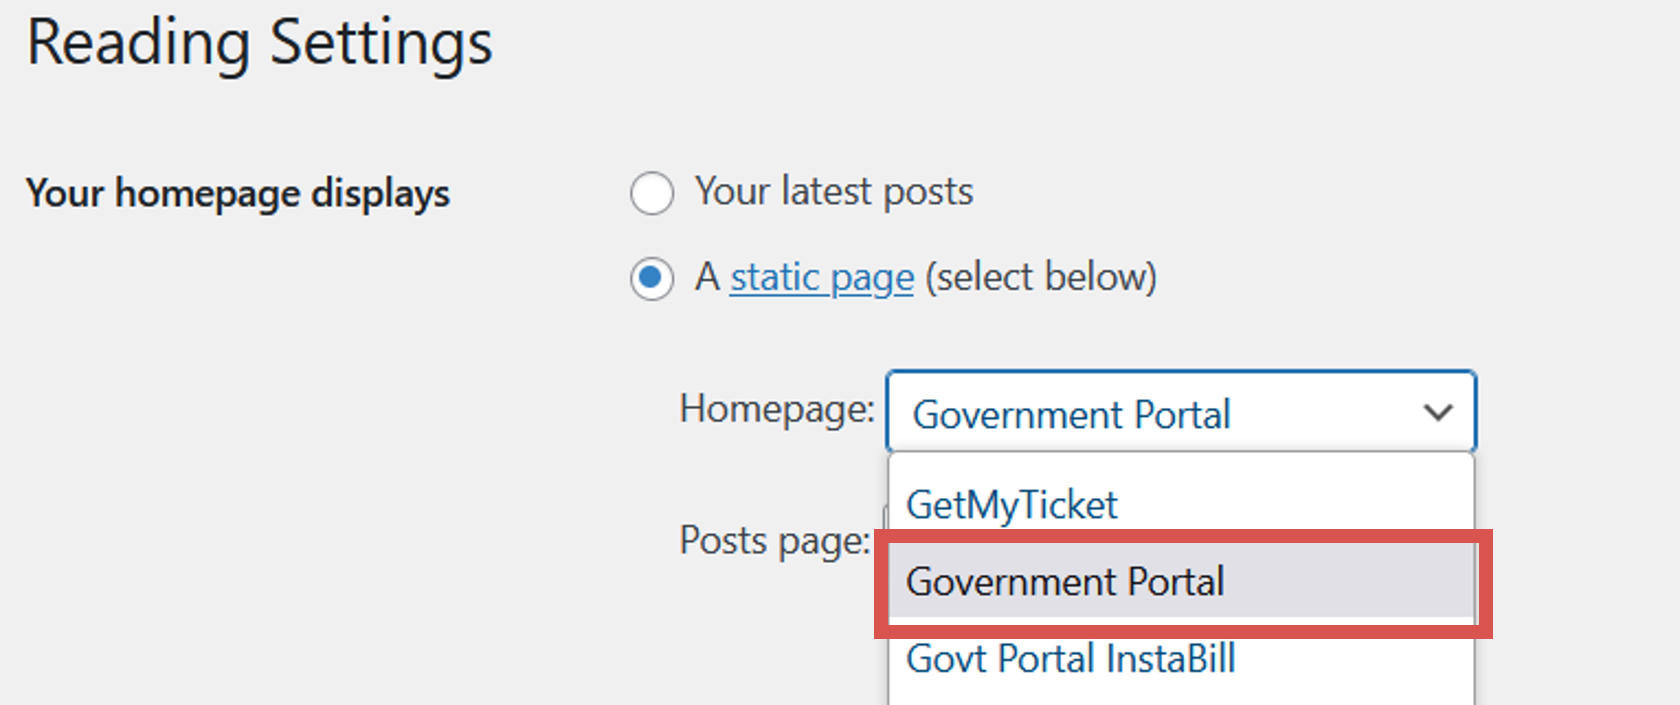 Reading Settings
Your homepage displays
Your latest posts
A static page (select below)
Homepage: Government Portal
GetMyTicket
Posts page:
Government Portal
Govt Portal InstaBill